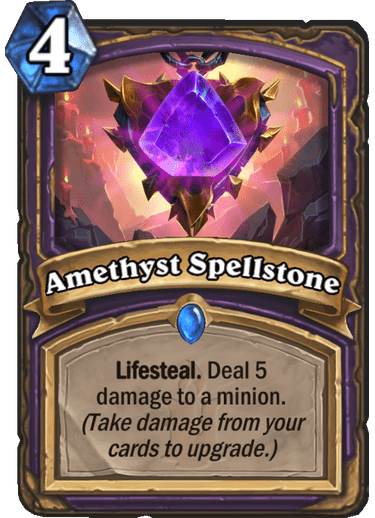 4
Amethyst Spellstone
Lifesteal. Deal 5
damage to a minion.
(Take damage from your
cards to upgrade.)